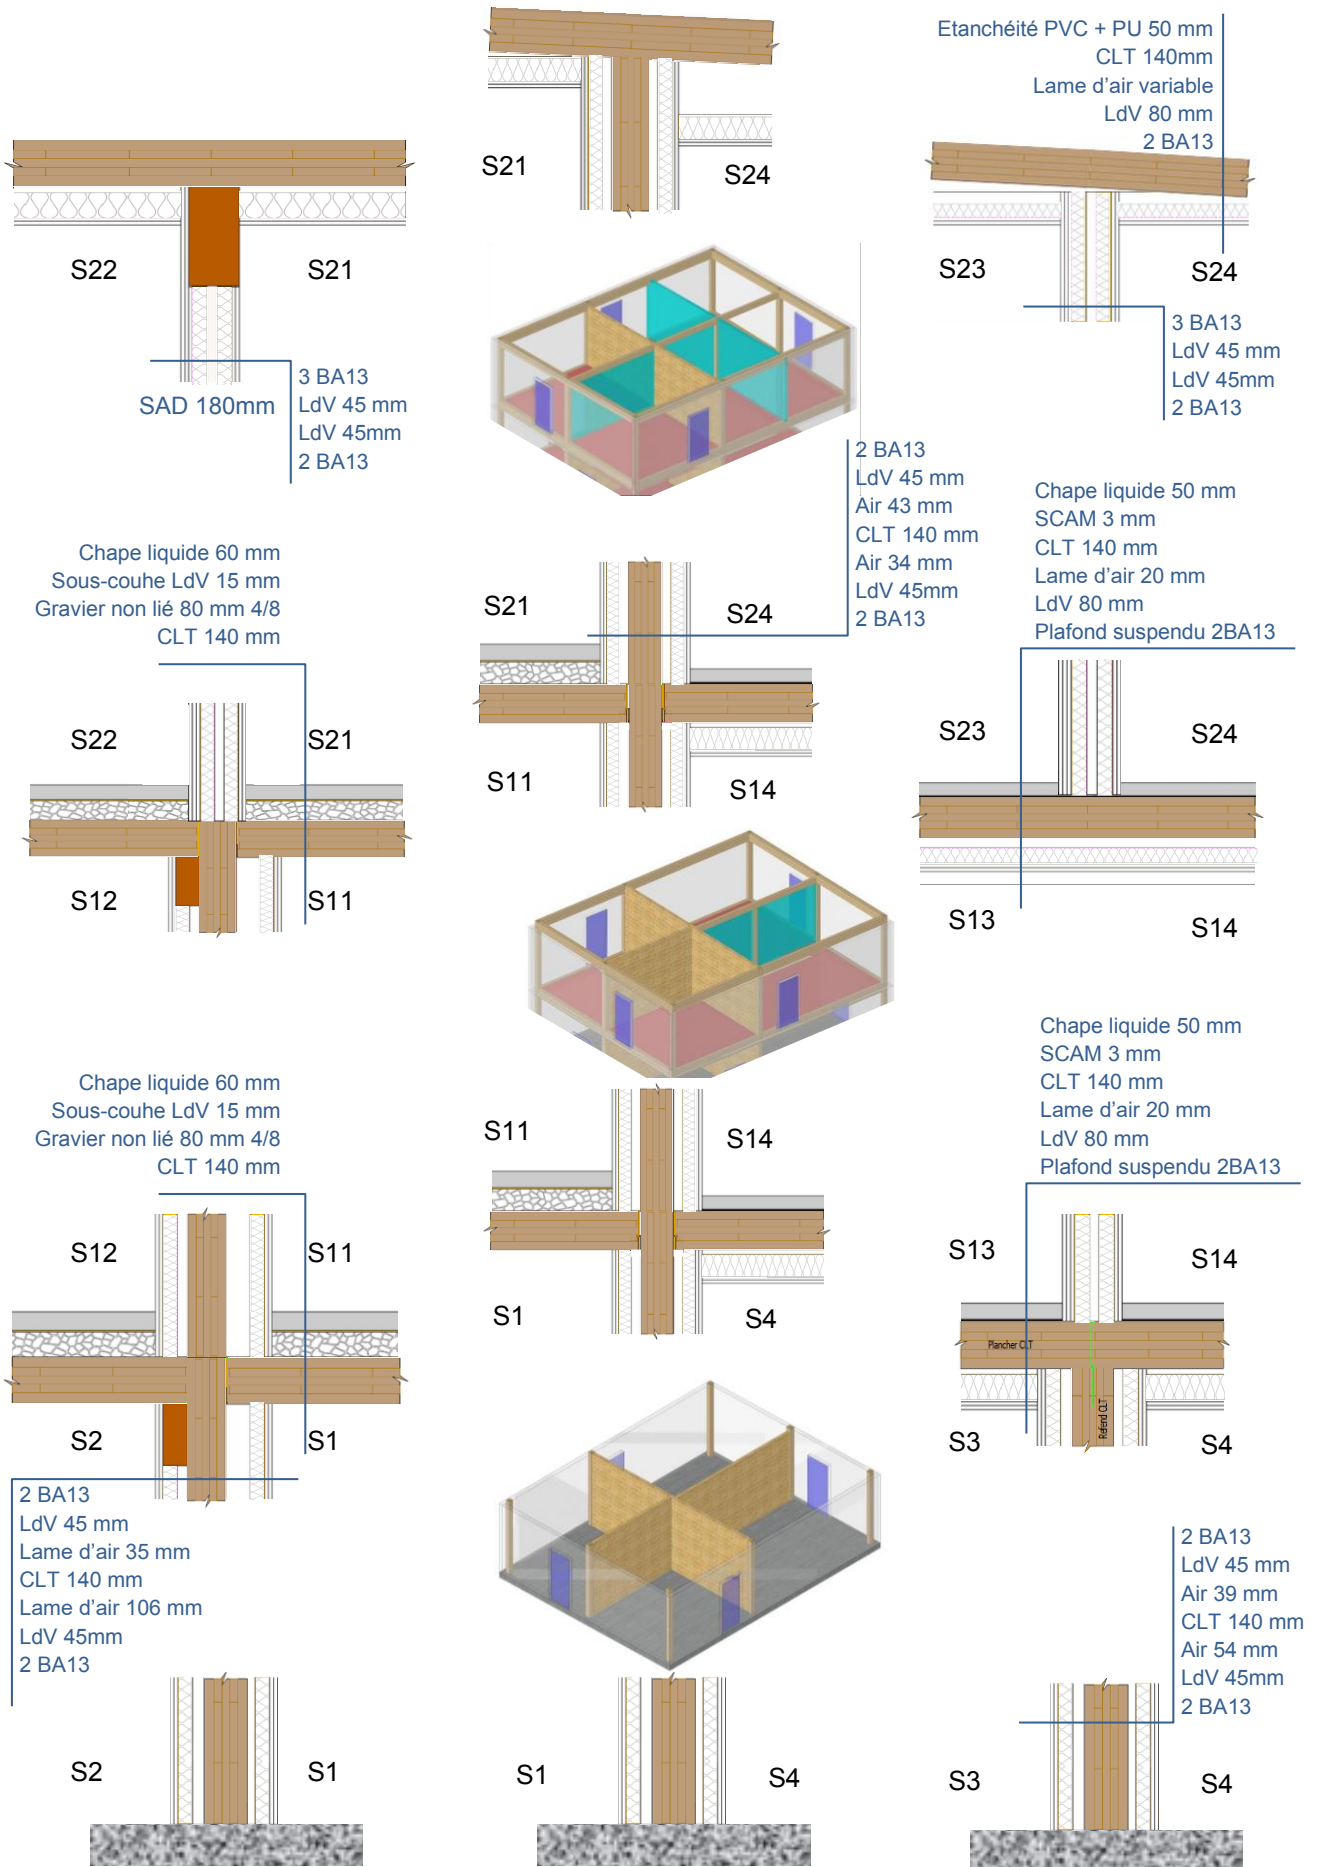 Etanchéité PVC + PU 50 mm
CLT 140mm
Lame d'air variable
LdV 80 mm
2 BA13
S21
S24
S22
S21
S23
S24
3 BA13
LdV 45 mm
LdV 45mm
2 BA13
SAD 180mm
3 BA13
LdV 45 mm
LdV 45mm
2 BA13
2 BA13
LdV 45 mm
Air 43 mm
CLT 140 mm
Air 34 mm
LdV 45mm
2 BA13
Chape liquide 60 mm
Sous-couhe LdV 15 mm
Gravier non lié 80 mm 4/8
CLT 140 mm
Chape liquide 50 mm
SCAM 3 mm
CLT 140 mm
Lame d'air 20 mm
LdV 80 mm
Plafond suspendu 2BA13
S21
S24
S22
S21
S23
S24
S11
S14
S12
S11
S13
S14
Chape liquide 60 mm
Sous-couhe LdV 15 mm
Gravier non lié 80 mm 4/8
CLT 140 mm
Chape liquide 50 mm
SCAM 3 mm
CLT 140 mm
Lame d'air 20 mm
LdV 80 mm
Plafond suspendu 2BA13
S11
S14
S12
S11
S13
S14
Plancher CLT
Refend CLT
S1
S4
S2
S1
S3
S4
2 BA13
LdV 45 mm
Lame d'air 35 mm
CLT 140 mm
Lame d'air 106 mm
LdV 45mm
2 BA13
2 BA13
LdV 45 mm
Air 39 mm
CLT 140 mm
Air 54 mm
LdV 45mm
2 BA13
S2
S1
S1
S4
S3
S4